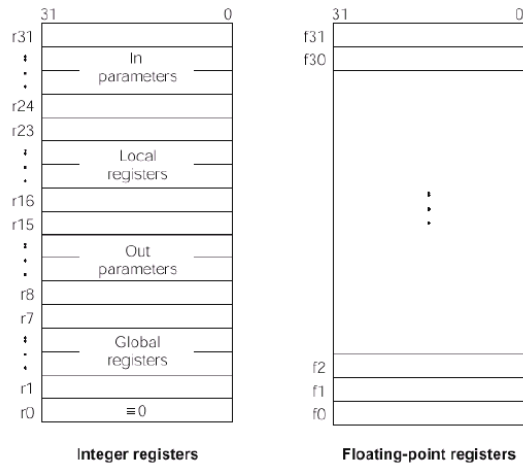 31 0
r31
In
parameters
r24
r23
Local
registers
r16
r15
Out
parameters
r8
r7
Global
registers
r1
r0 ≡0
Integer registers
31 0
f31
f30
f2
f1
f0
Floating-point registers